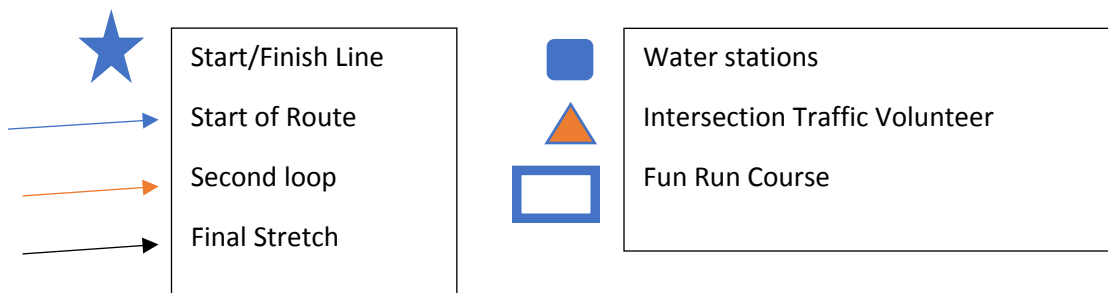 Start/Finish Line
Start of Route
Second loop
Final Stretch
Water stations
Intersection Traffic Volunteer
Fun Run Course